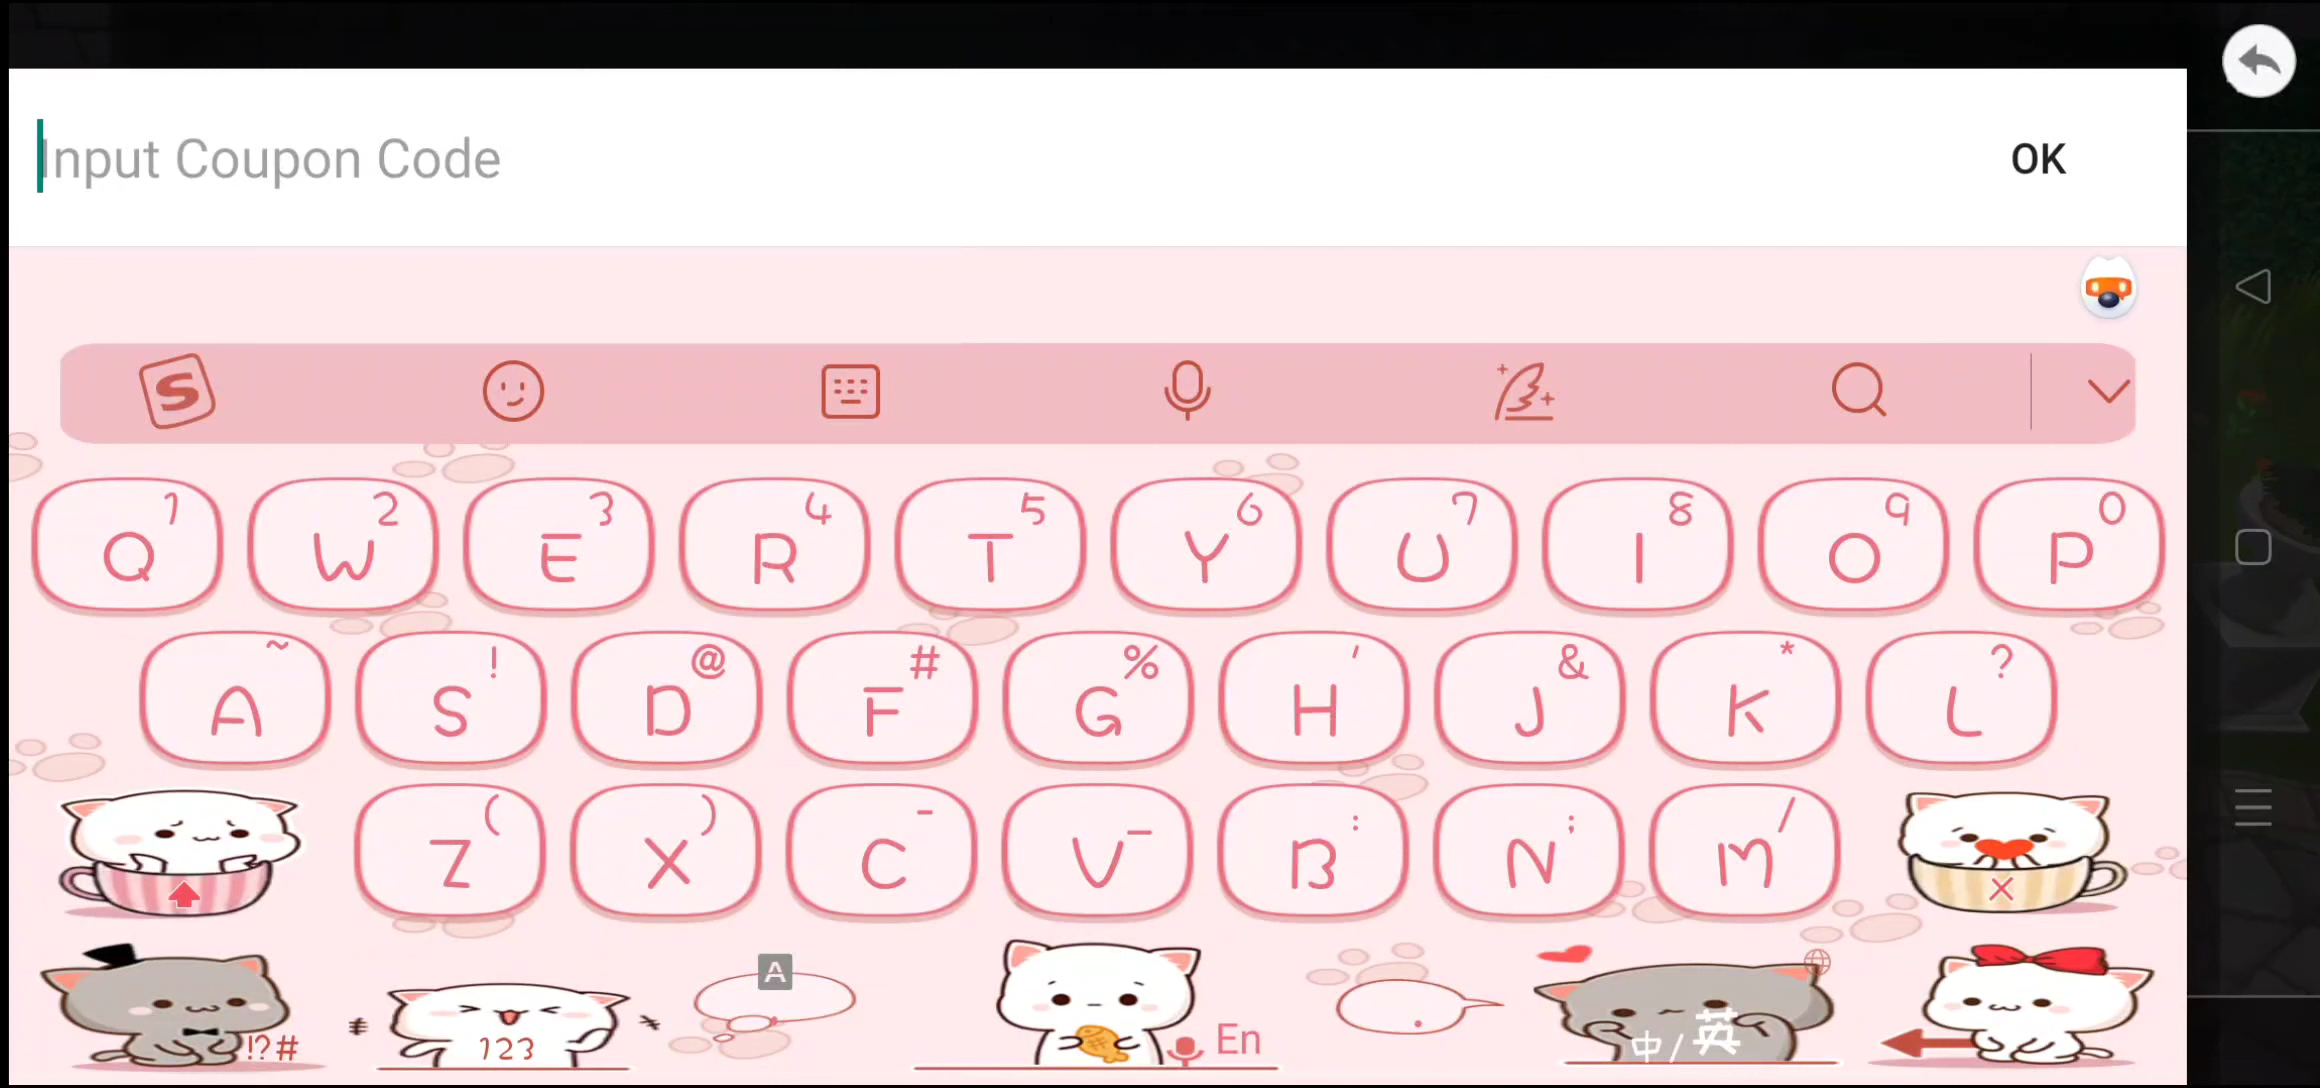 Input Coupon Code
OK
S
1 2 3 4 5 6 7 8 9 0
Q W E R T Y U I O P
~ ! @ # % ' & * ?
A S D F G H J K L
( ) - — : ; /
Z X C V B N M
A
!?# 123 En 中/英